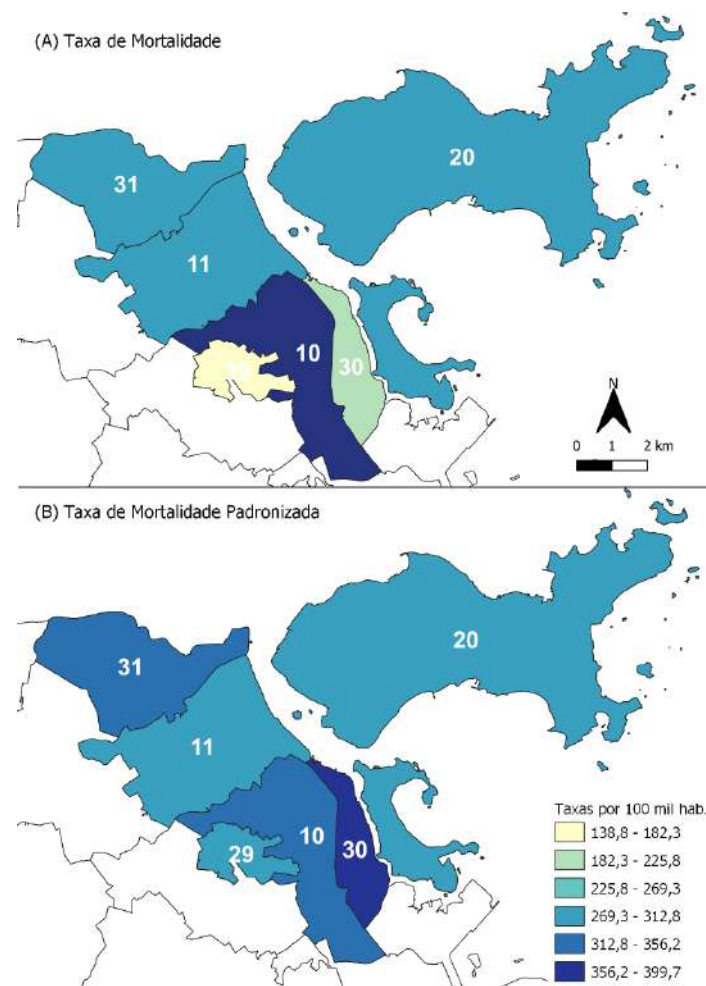 (A) Taxa de Mortalidade
20
31
11
10
30
N
0 1 2 km
(B) Taxa de Mortalidade Padronizada
20
31
11
10
29
30
Taxas por 100 mil hab.
138,8 - 182,3
182,3 - 225,8
225,8 - 269,3
269,3 - 312,8
312,8 - 356,2
356,2 - 399,7